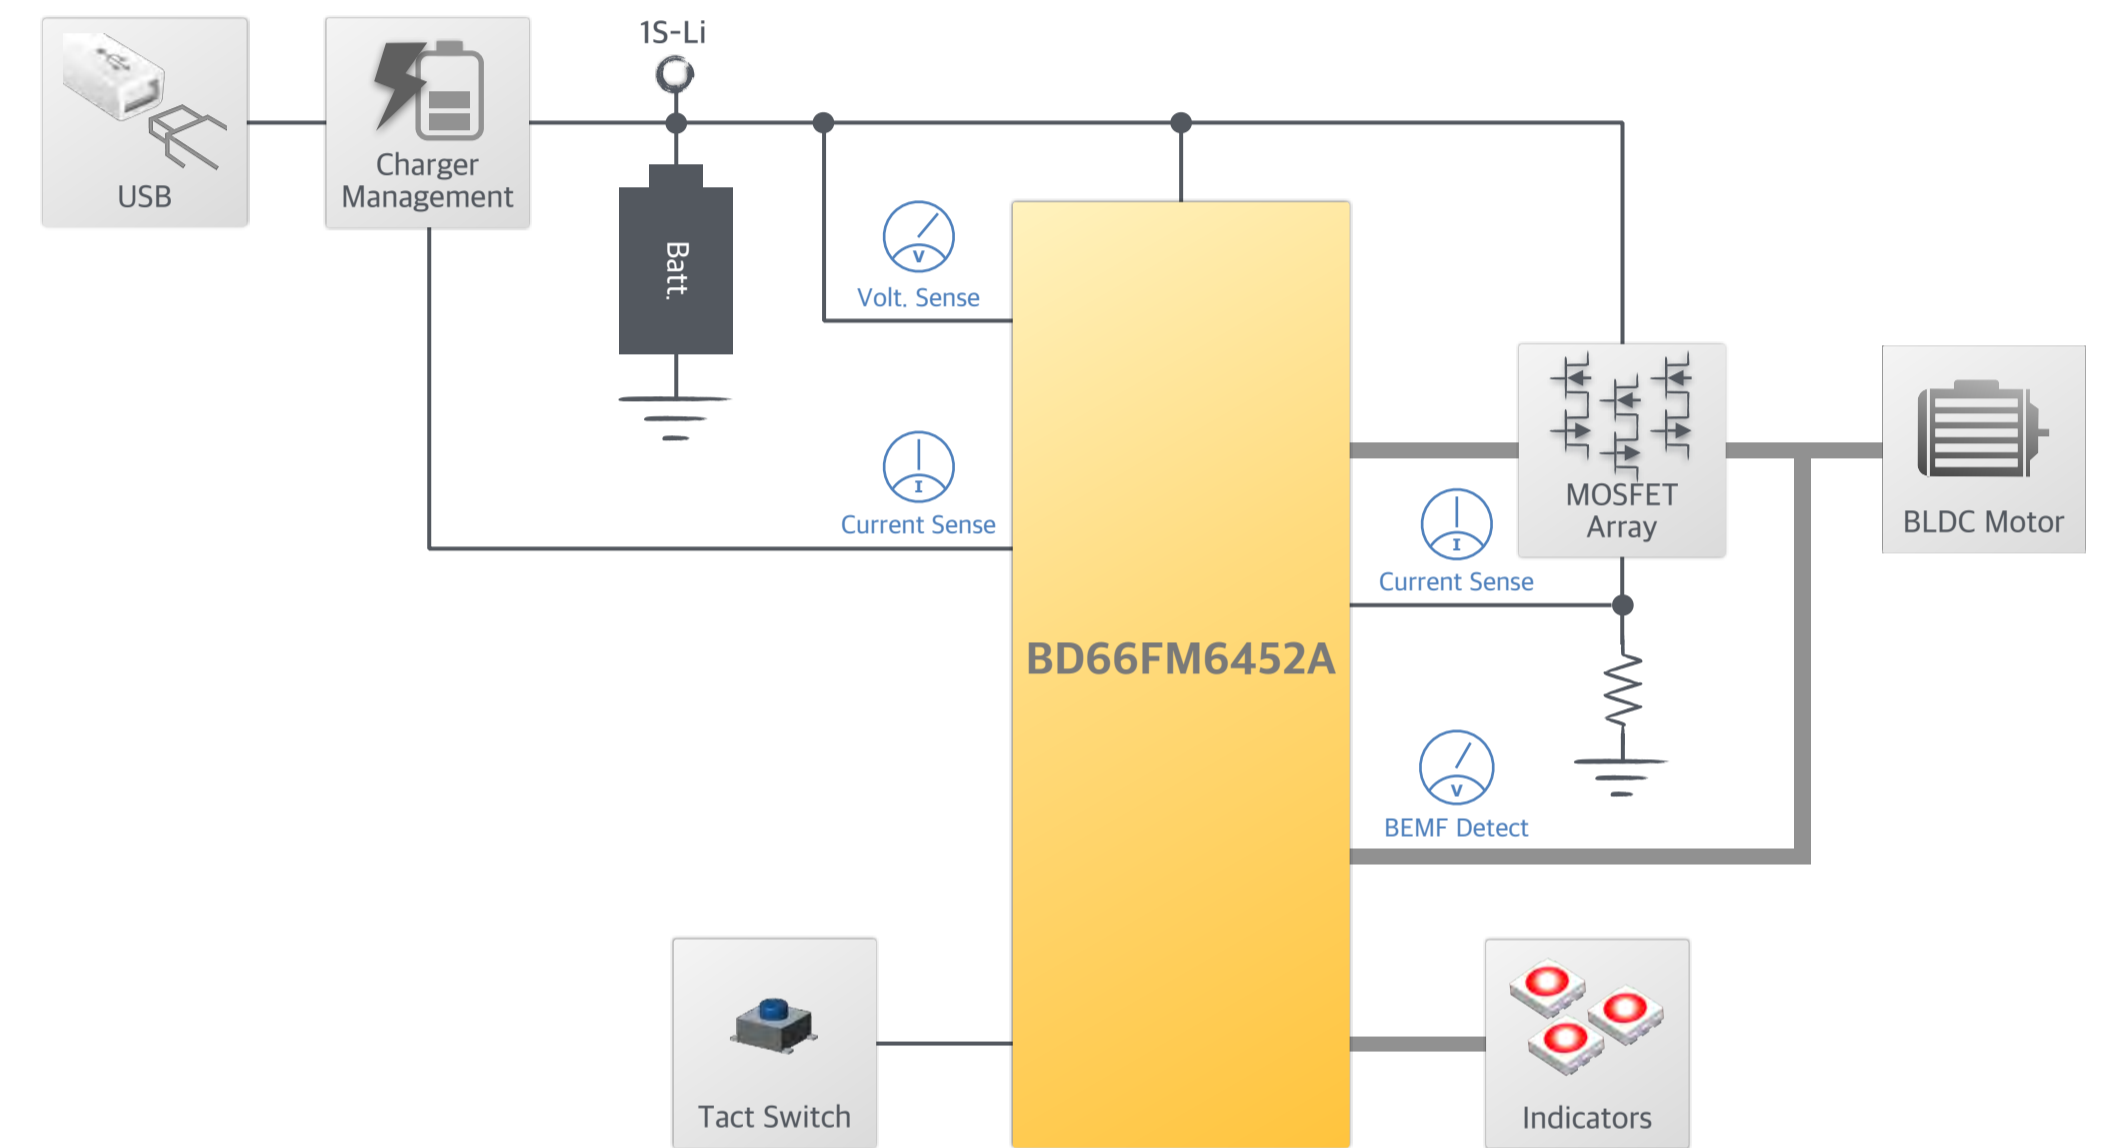 1S-Li
USB
Charger
Management
Batt.
V
Volt. Sense
I
Current Sense
MOSFET
Array
BLDC Motor
I
Current Sense
BD66FM6452A
V
BEMF Detect
Tact Switch
Indicators